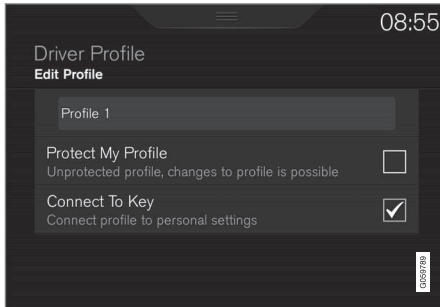 08:55
Driver Profile
Edit Profile
Profile 1
Protect My Profile
Unprotected profile, changes to profile is possible
Connect To Key
Connect profile to personal settings
G059789